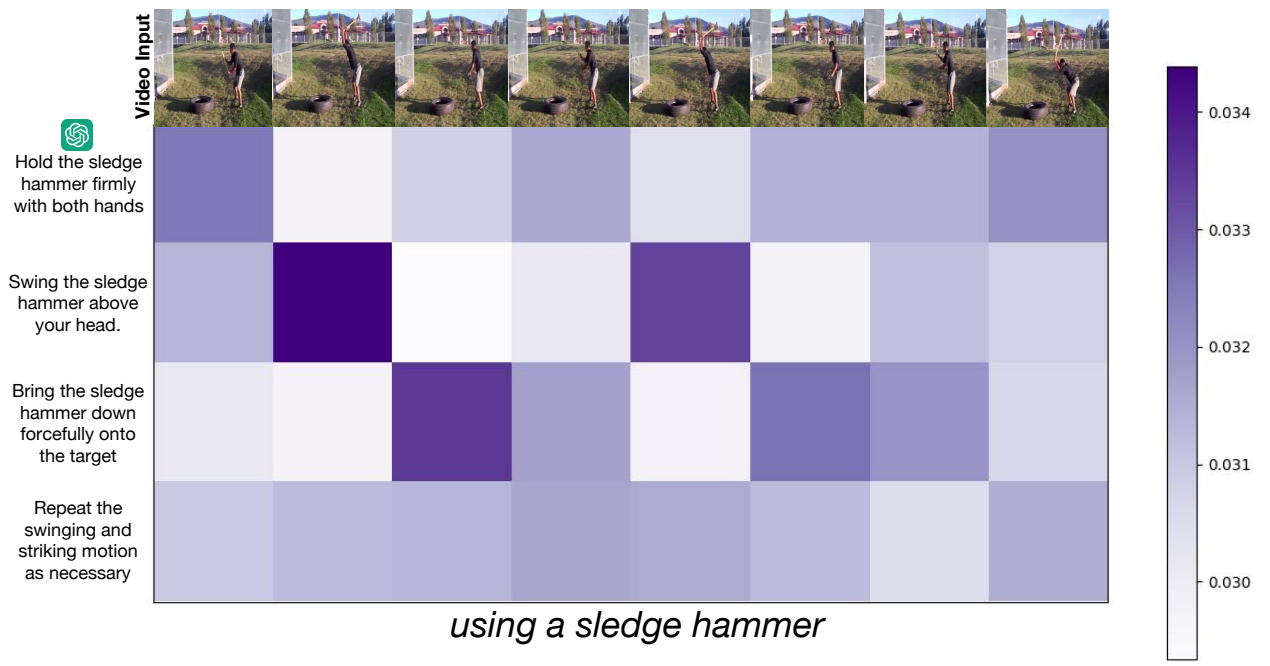 Video Input
Hold the sledge
hammer firmly
with both hands
Swing the sledge
hammer above
your head.
Bring the sledge
hammer down
forcefully onto
the target
Repeat the
swinging and
striking motion
as necessary
using a sledge hammer
0.034
0.033
0.032
0.031
0.030